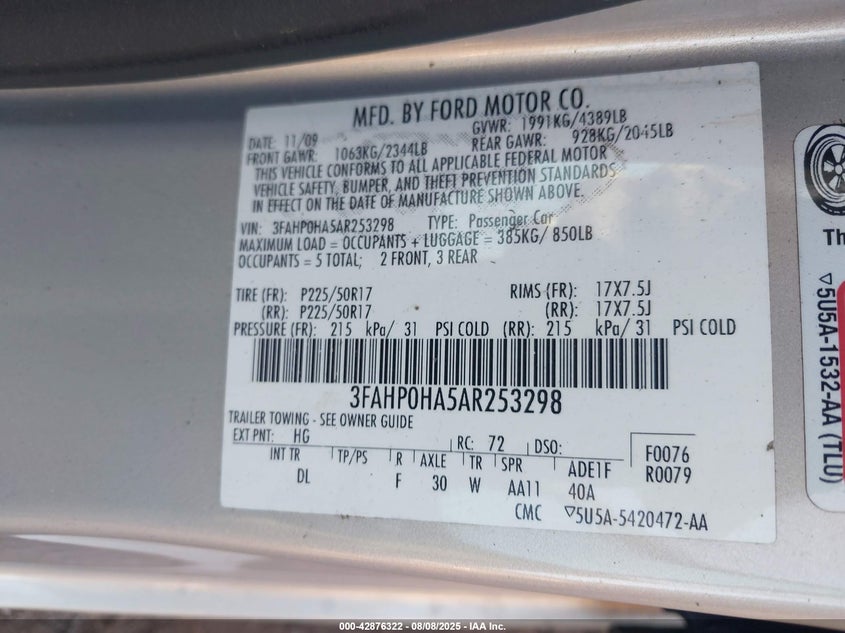 MFD. BY FORD MOTOR CO.
DATE: 11/09 GVWR: 1991KG/4389LB
FRONT GAWR: 1063KG/2344LB REAR GAWR: 928KG/2045LB
THIS VEHICLE CONFORMS TO ALL APPLICABLE FEDERAL MOTOR
VEHICLE SAFETY, BUMPER, AND THEFT PREVENTION STANDARDS
IN EFFECT ON THE DATE OF MANUFACTURE SHOWN ABOVE.
VIN: 3FAHP0HA5AR253298 TYPE: Passenger Car
MAXIMUM LOAD = OCCUPANTS + LUGGAGE = 385KG/ 850LB
OCCUPANTS = 5 TOTAL; 2 FRONT, 3 REAR
TIRE (FR): P225/50R17 RIMS (FR): 17X7.5J
(RR): P225/50R17 (RR): 17X7.5J
PRESSURE (FR): 215 kPa/ 31 PSI COLD (RR): 215 kPa/ 31 PSI COLD
3FAHP0HA5AR253298
TRAILER TOWING - SEE OWNER GUIDE
EXT PNT: HG RC: 72 DSO: F0076
R0079
INT TR TP/PS R AXLE TR SPR ADE1F
DL F 30 W AA11 40A
CMC ▽5U5A-5420472-AA
Th
▽5U5A-1532-AA (TLU)
000-42876322 - 08/08/2025 - IAA Inc.